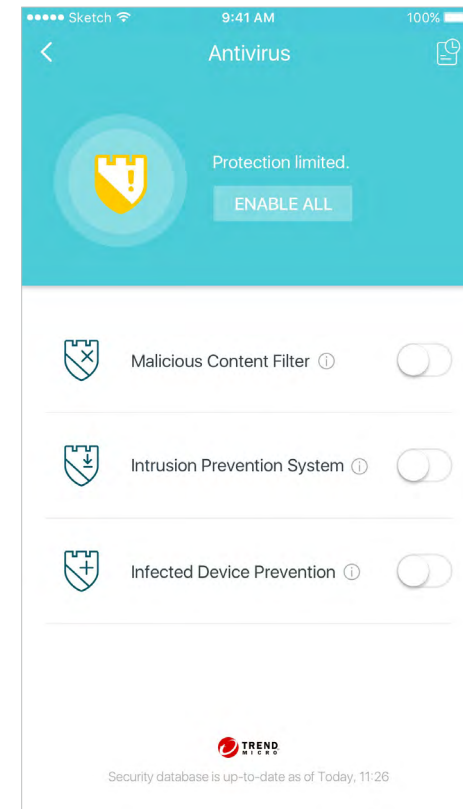 Sketch 9:41 AM 100%
Antivirus
Protection limited.
ENABLE ALL
Malicious Content Filter
Intrusion Prevention System
Infected Device Prevention
TREND
MICRO
Security database is up-to-date as of Today, 11:26